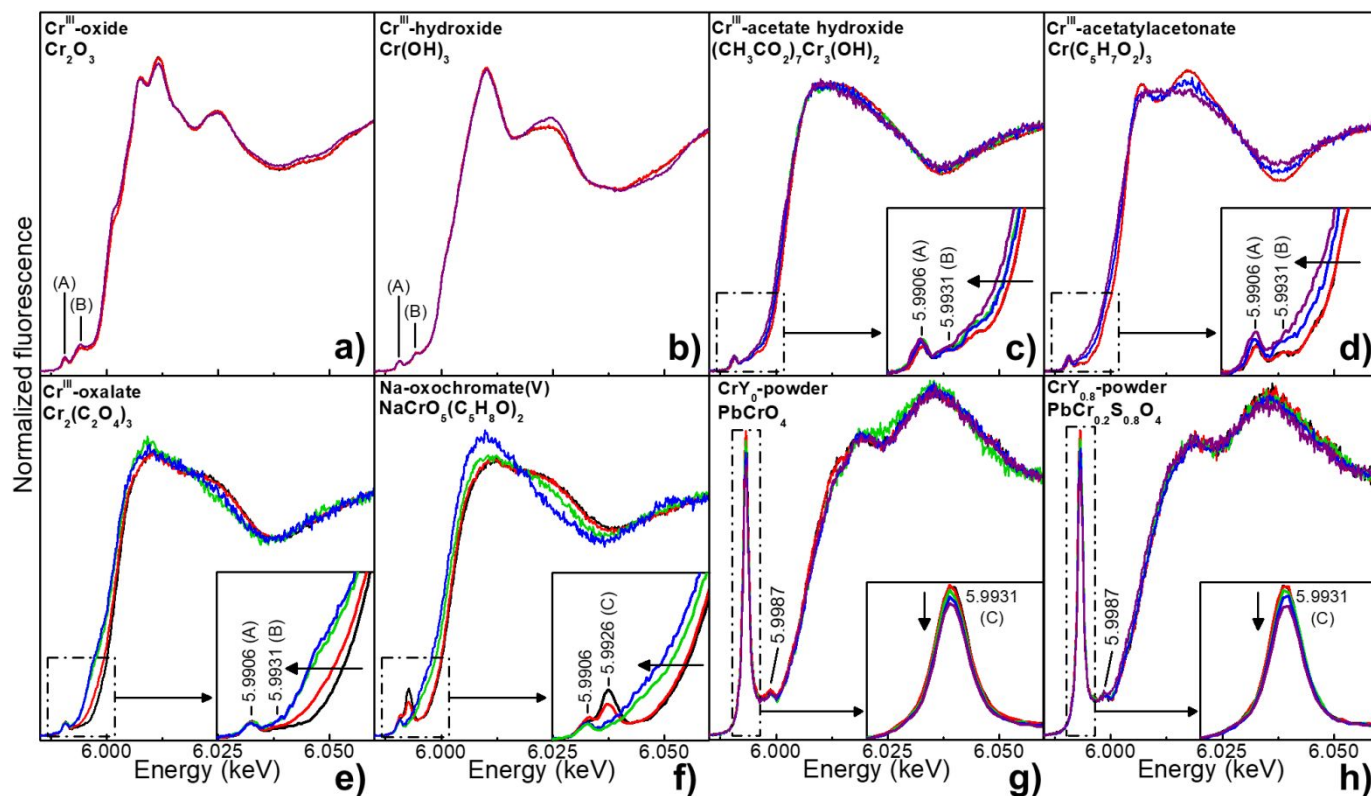 Normalized fluorescence
Cr^III-oxide
Cr₂O₃
(A)
(B)
a)
Cr^III-hydroxide
Cr(OH)₃
(A)
(B)
b)
Cr^III-acetate hydroxide
(CH₃CO₂)₇Cr₃(OH)₂
5.9906 (A)
5.9931 (B)
c)
Cr^III-acetatylacetonate
Cr(C₅H₇O₂)₃
5.9906 (A)
5.9931 (B)
d)
Cr^III-oxalate
Cr₂(C₂O₄)₃
5.9906 (A)
5.9931 (B)
6.000 6.025 6.050
Energy (keV)
e)
Na-oxochromate(V)
NaCrO₅(C₅H₈O)₂
5.9906
5.9926 (C)
6.000 6.025 6.050
Energy (keV)
f)
CrY₀-powder
PbCrO₄
5.9987
5.9931
(C)
6.000 6.025 6.050
Energy (keV)
g)
CrY₀.₈-powder
PbCr₀.₂S₀.₈O₄
5.9987
5.9931
(C)
6.000 6.025 6.050
Energy (keV)
h)